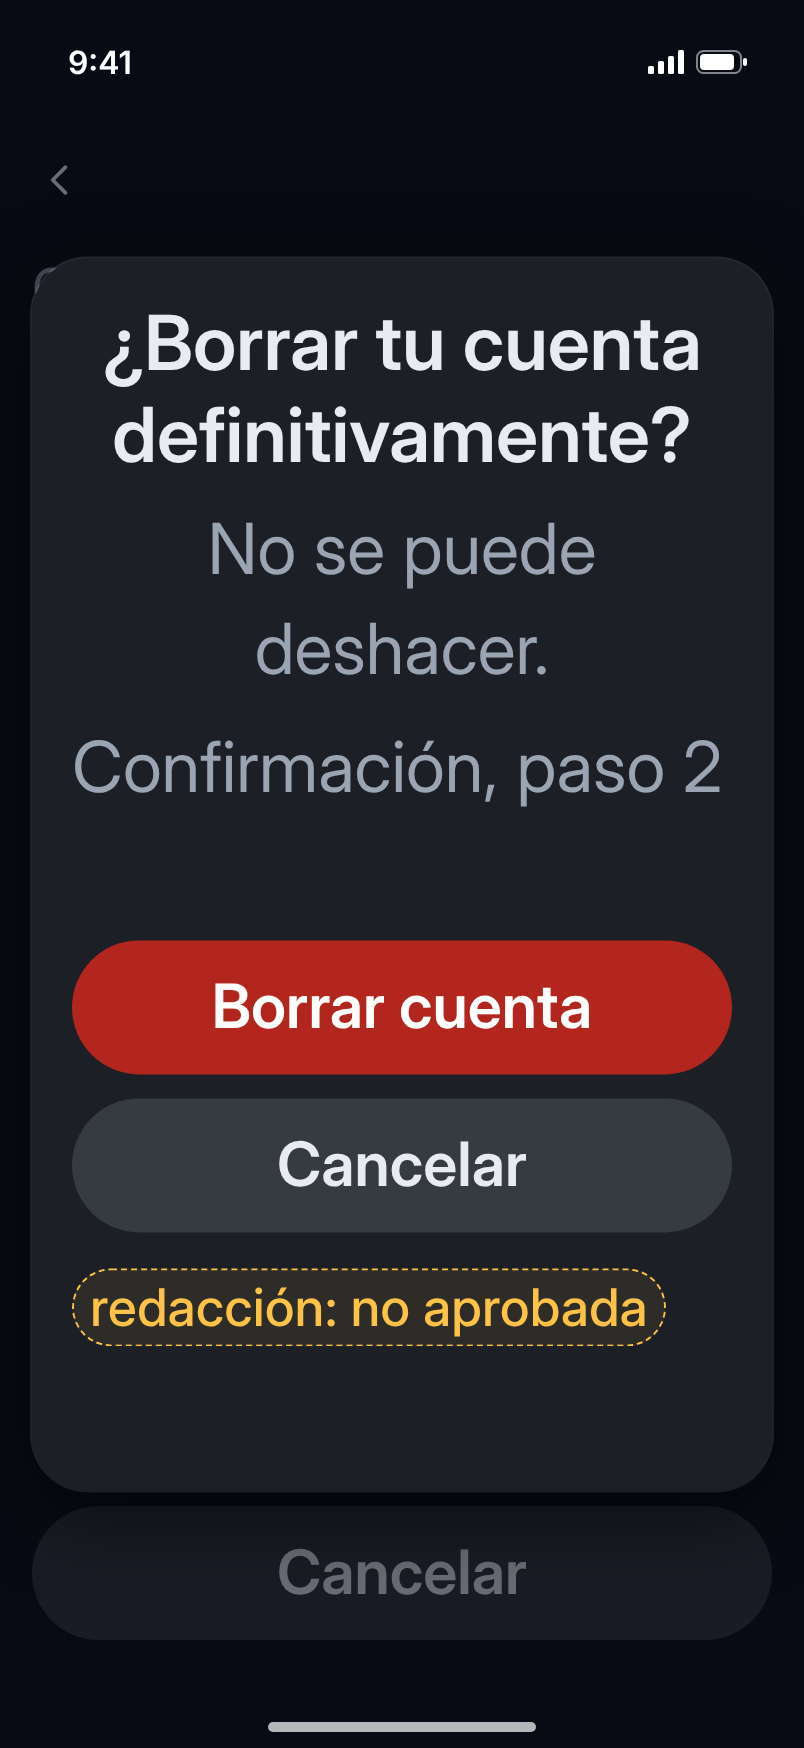 9:41
¿Borrar tu cuenta
definitivamente?
No se puede
deshacer.
Confirmación, paso 2
Borrar cuenta
Cancelar
redacción: no aprobada
Cancelar